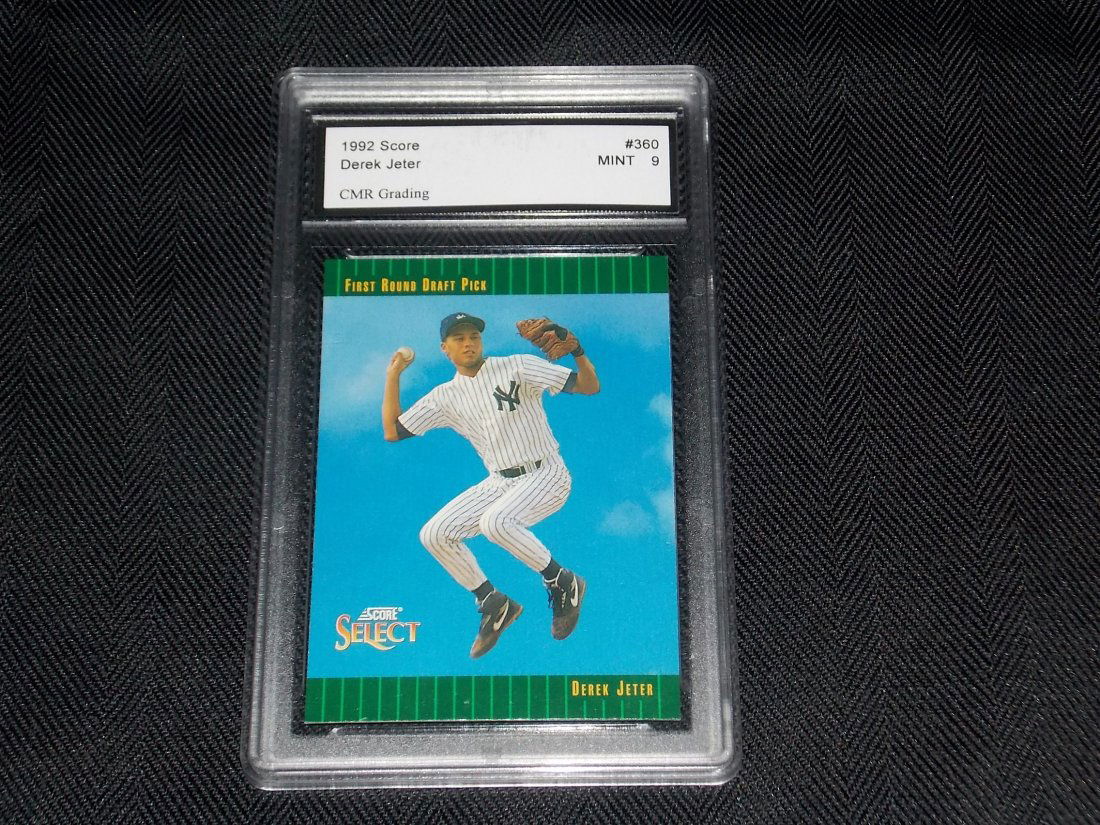 1992 Score #360
Derek Jeter MINT 9
CMR Grading
FIRST ROUND DRAFT PICK
NY
SCORE®
SELECT
DEREK JETER